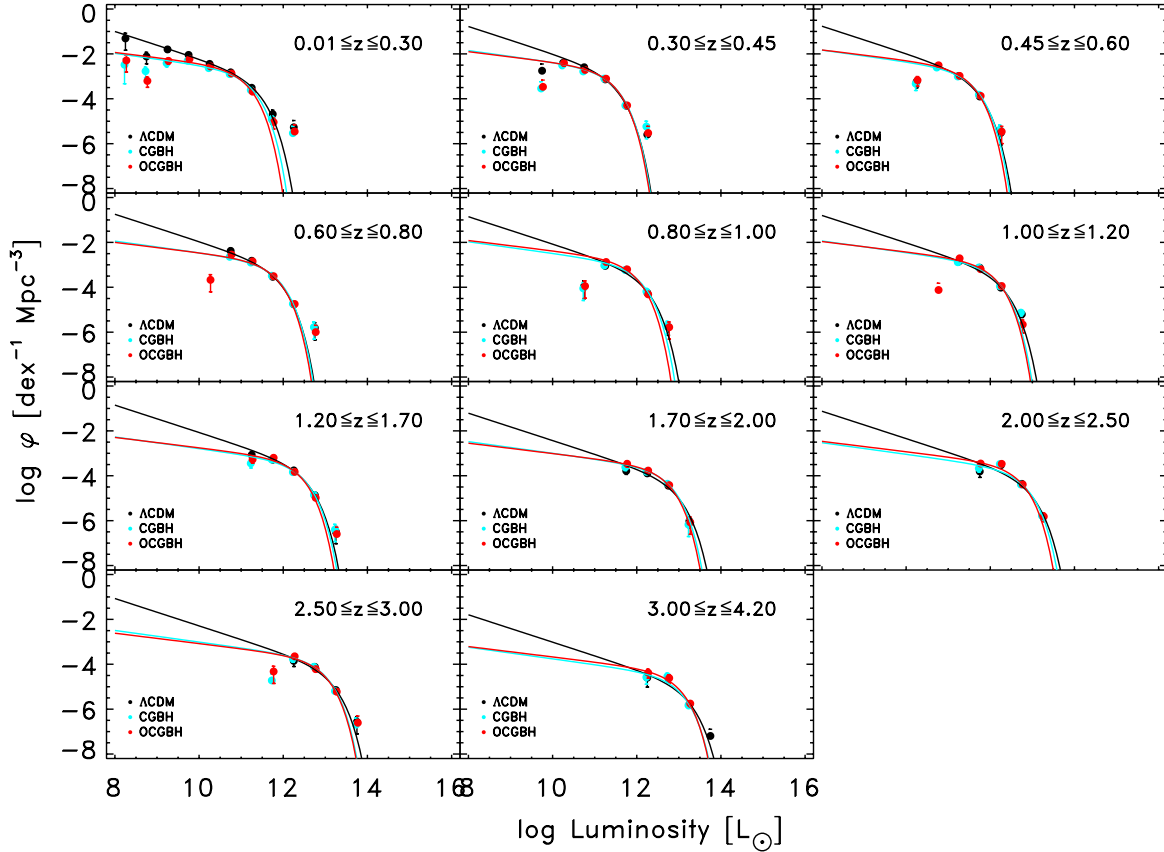 0.01≦z≦0.30
0.30≦z≦0.45
0.45≦z≦0.60
0
−2
−4
−6
−8
ΛCDM
CGBH
OCGBH
ΛCDM
CGBH
OCGBH
ΛCDM
CGBH
OCGBH
0.60≦z≦0.80
0.80≦z≦1.00
1.00≦z≦1.20
0
−2
−4
−6
−8
ΛCDM
CGBH
OCGBH
ΛCDM
CGBH
OCGBH
ΛCDM
CGBH
OCGBH
log φ [dex⁻¹ Mpc⁻³]
1.20≦z≦1.70
1.70≦z≦2.00
2.00≦z≦2.50
0
−2
−4
−6
−8
ΛCDM
CGBH
OCGBH
ΛCDM
CGBH
OCGBH
ΛCDM
CGBH
OCGBH
2.50≦z≦3.00
3.00≦z≦4.20
0
−2
−4
−6
−8
ΛCDM
CGBH
OCGBH
ΛCDM
CGBH
OCGBH
8 10 12 14 16
8 10 12 14 16
log Luminosity [L⊙]